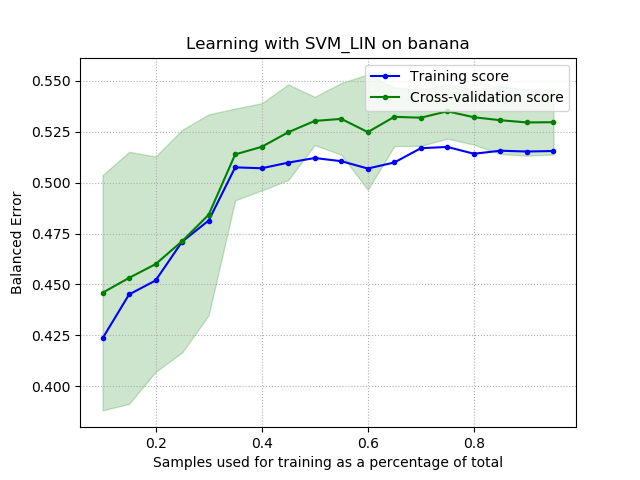 Learning with SVM_LIN on banana
Training score
Cross-validation score
Balanced Error
0.550
0.525
0.500
0.475
0.450
0.425
0.400
0.2
0.4
0.6
0.8
Samples used for training as a percentage of total